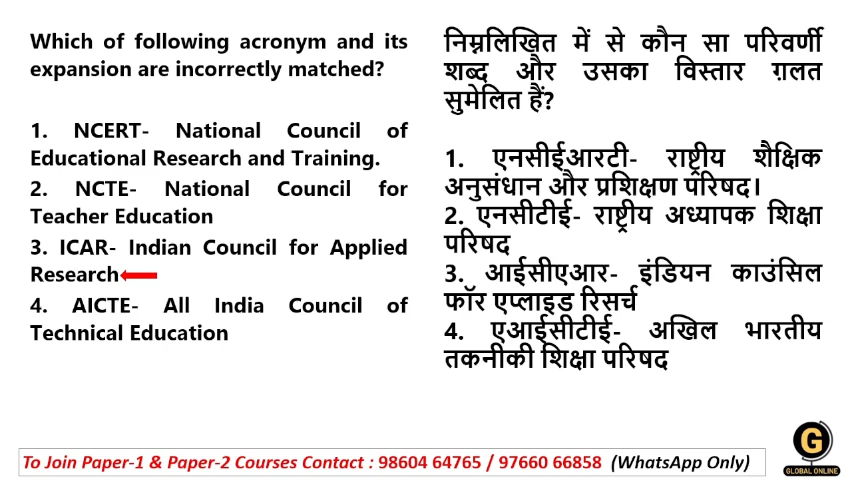 Which of following acronym and its
expansion are incorrectly matched?
1. NCERT- National Council of
Educational Research and Training.
2. NCTE- National Council for
Teacher Education
3. ICAR- Indian Council for Applied
Research
4. AICTE- All India Council of
Technical Education
निम्नलिखित में से कौन सा परिवर्णी
शब्द और उसका विस्तार ग़लत
सुमेलित हैं?
1. एनसीईआरटी- राष्ट्रीय शैक्षिक
अनुसंधान और प्रशिक्षण परिषद।
2. एनसीटीई- राष्ट्रीय अध्यापक शिक्षा
परिषद
3. आईसीएआर- इंडियन काउंसिल
फॉर एप्लाइड रिसर्च
4. एआईसीटीई- अखिल भारतीय
तकनीकी शिक्षा परिषद
To Join Paper-1 & Paper-2 Courses Contact : 98604 64765 / 97660 66858 (WhatsApp Only)
G
GLOBAL ONLINE